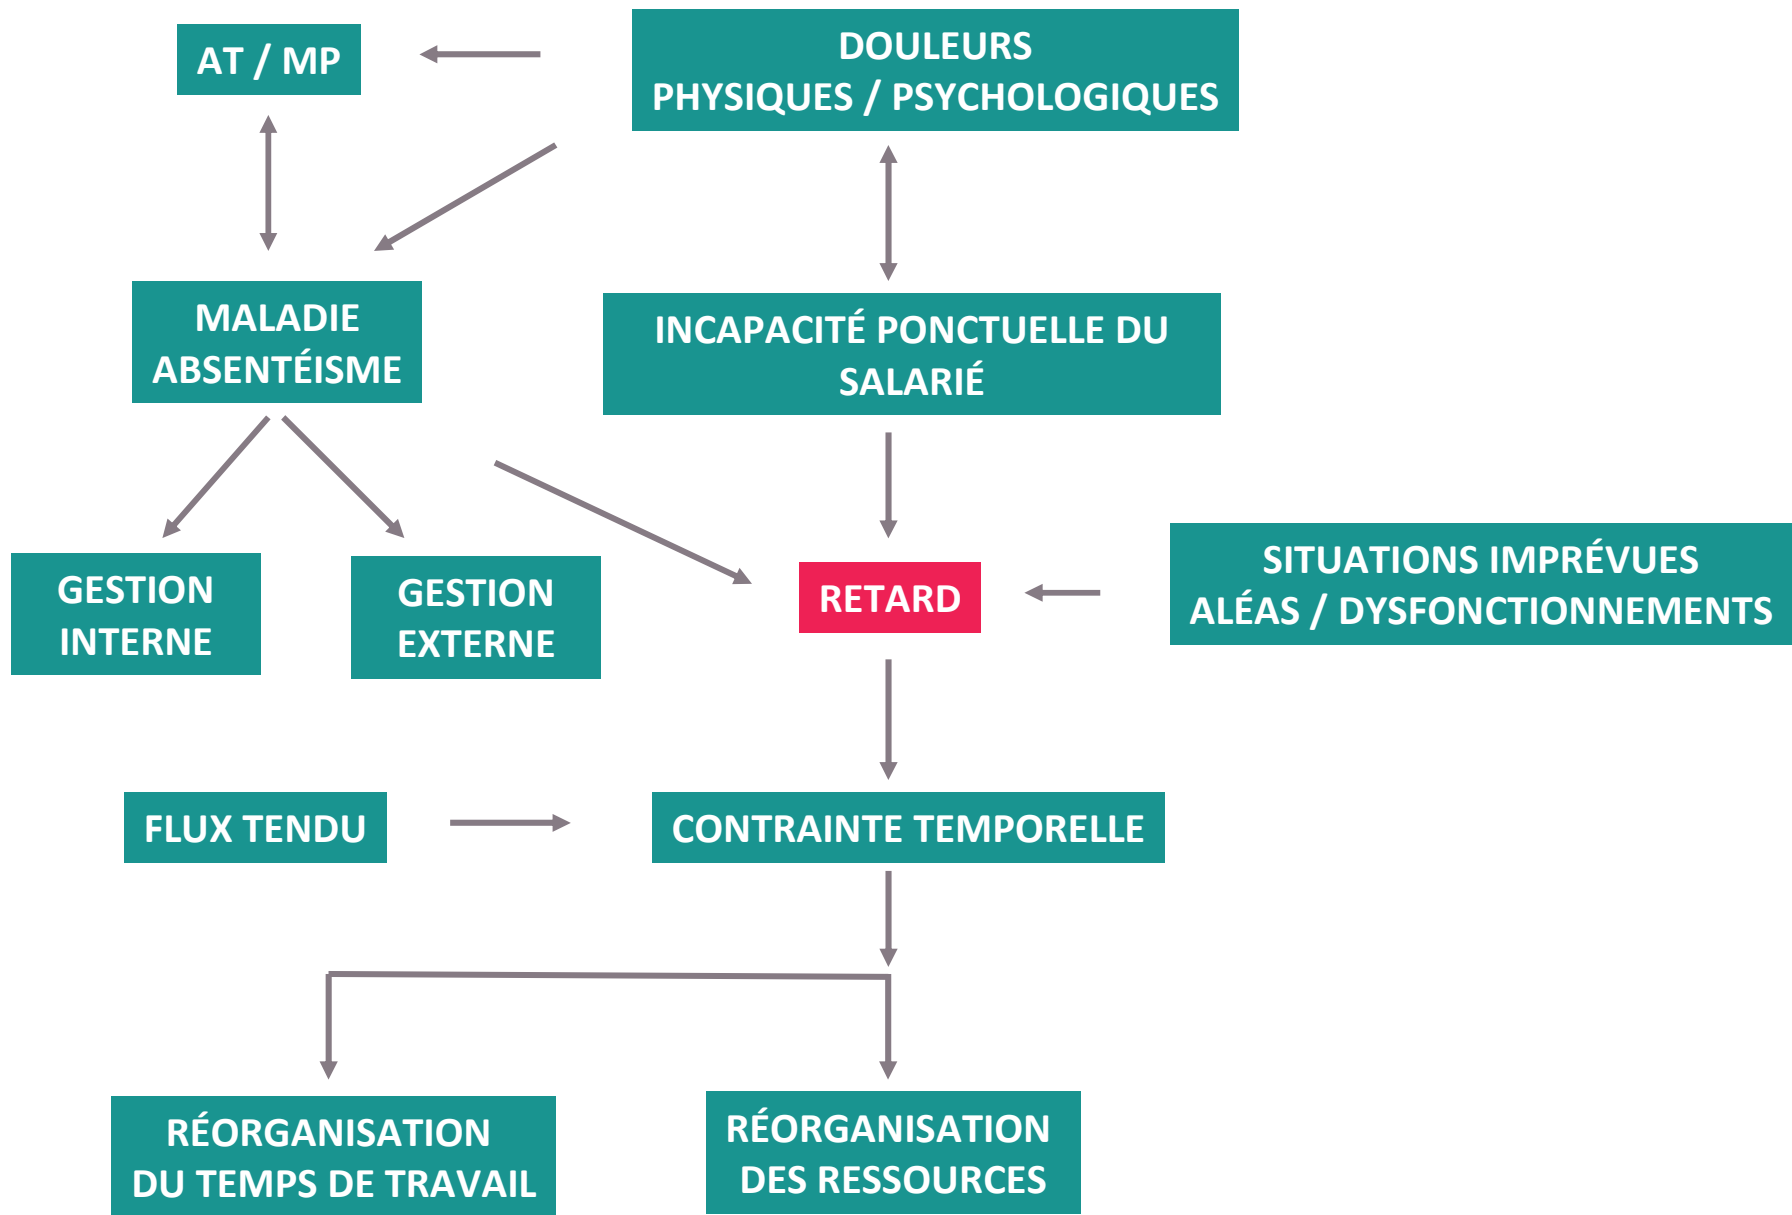 AT / MP
DOULEURS
PHYSIQUES / PSYCHOLOGIQUES
MALADIE
ABSENTÉISME
INCAPACITÉ PONCTUELLE DU
SALARIÉ
GESTION
INTERNE
GESTION
EXTERNE
RETARD
SITUATIONS IMPRÉVUES
ALÉAS / DYSFONCTIONNEMENTS
FLUX TENDU
CONTRAINTE TEMPORELLE
RÉORGANISATION
DU TEMPS DE TRAVAIL
RÉORGANISATION
DES RESSOURCES